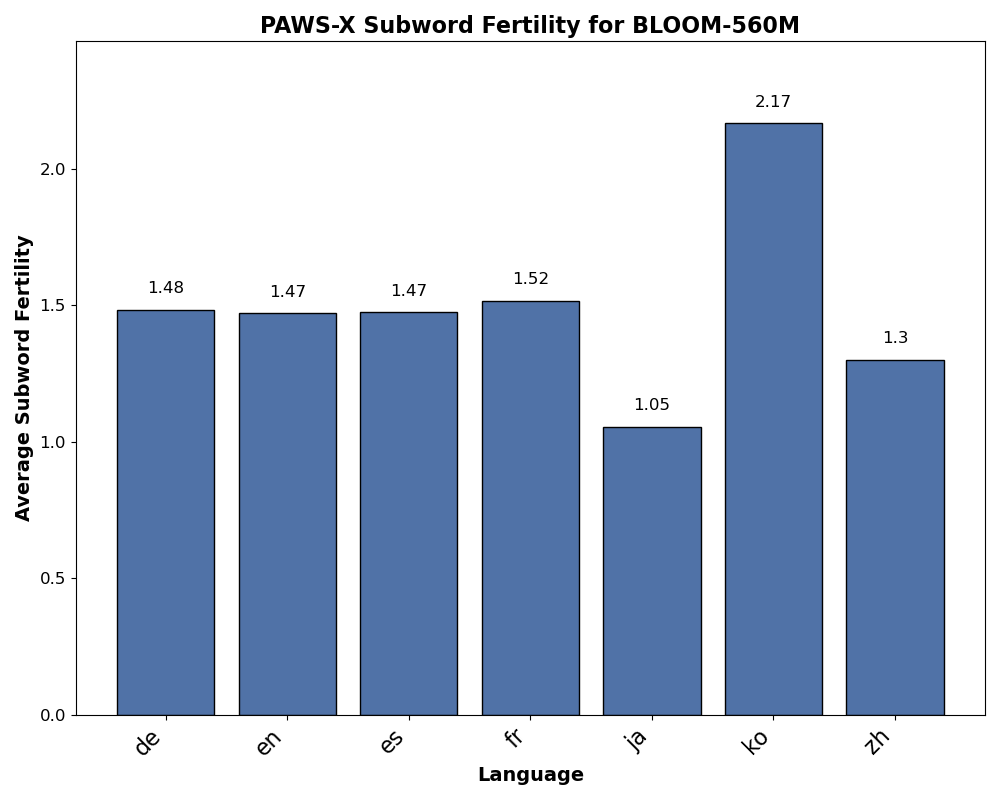 PAWS-X Subword Fertility for BLOOM-560M
2.17
2.0
1.52
1.48
1.47
1.47
1.5
1.3
1.05
1.0
0.5
0.0
Average Subword Fertility
de
en
es
fr
ja
ko
zh
Language